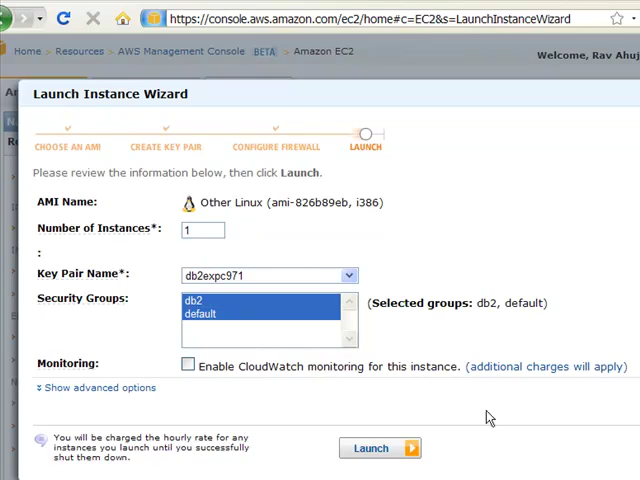 https://console.aws.amazon.com/ec2/home#c=EC2&s=LaunchInstanceWizard
Home > Resources > AWS Management Console BETA > Amazon EC2
Welcome, Rav Ahuj
Launch Instance Wizard
CHOOSE AN AMI CREATE KEY PAIR CONFIGURE FIREWALL LAUNCH
Please review the information below, then click Launch.
AMI Name: Other Linux (ami-826b89eb, i386)
Number of Instances*: 1
:
Key Pair Name*: db2expc971
Security Groups: db2
default
(Selected groups: db2, default)
Monitoring: Enable CloudWatch monitoring for this instance. (additional charges will apply)
Show advanced options
You will be charged the hourly rate for any
instances you launch until you successfully
shut them down.
Launch